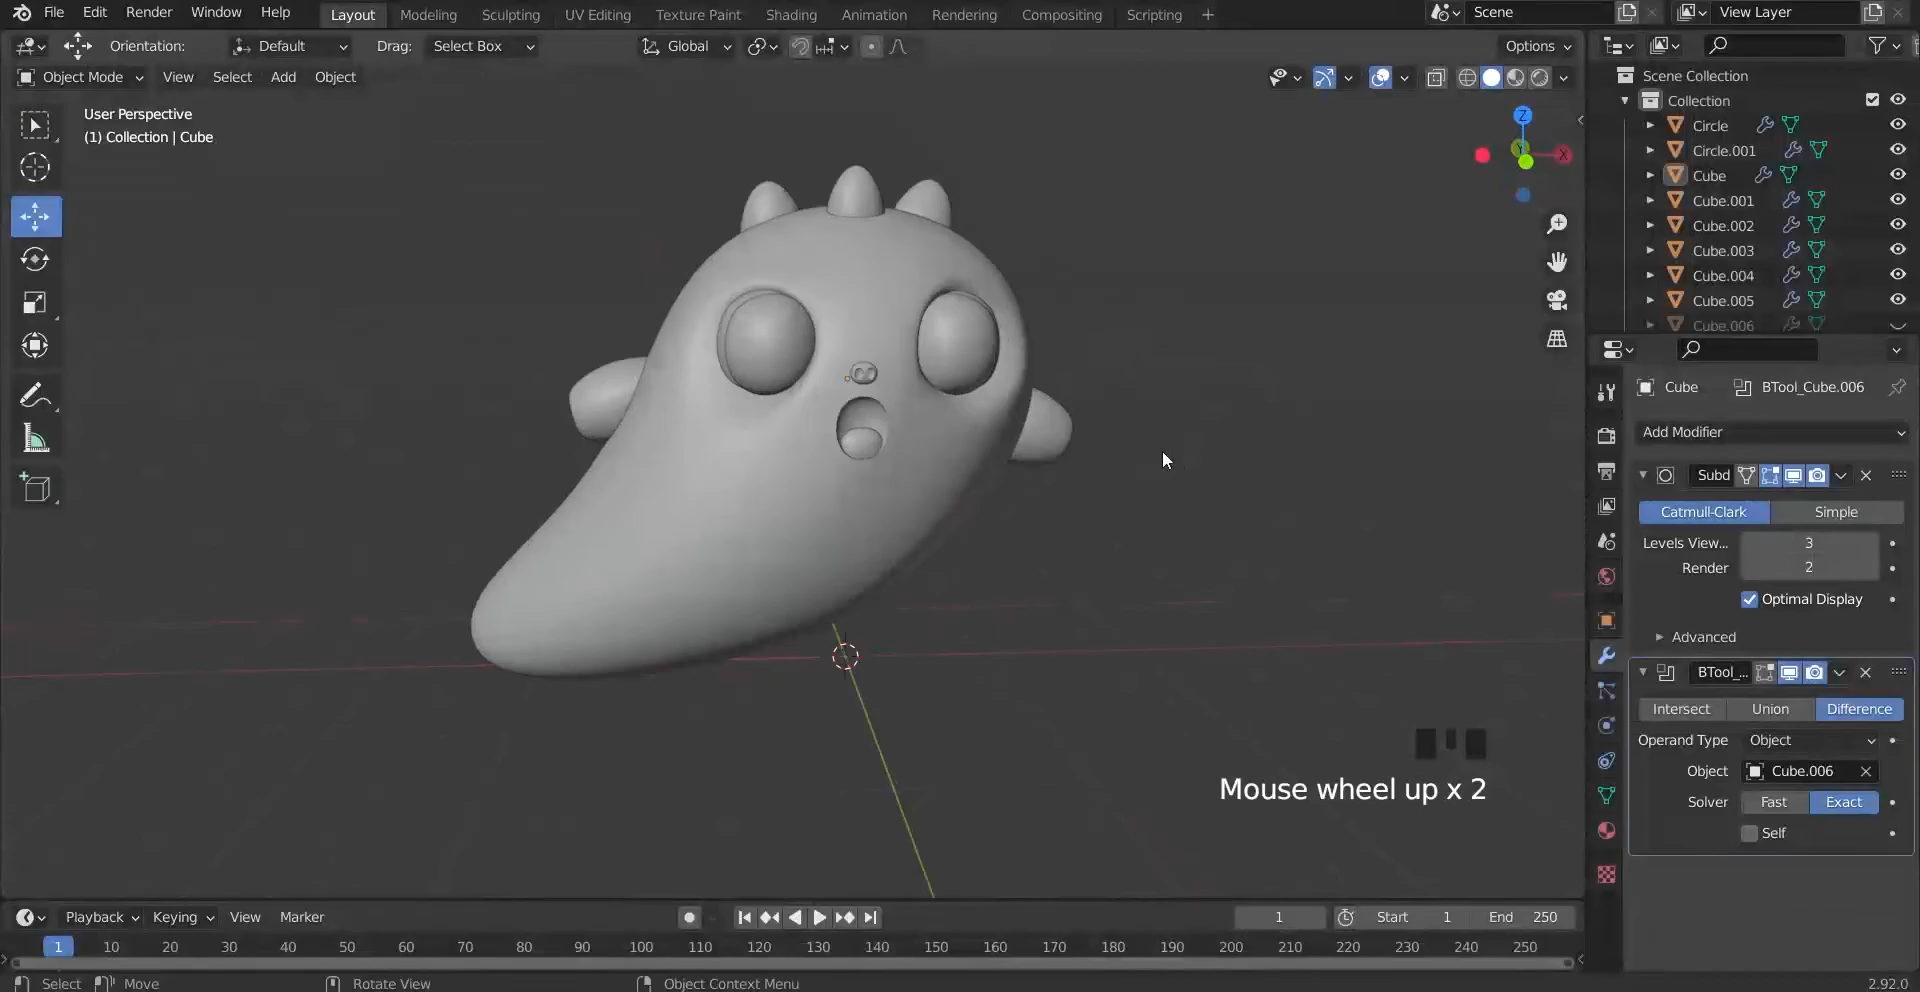 File Edit Render Window Help Layout Modeling Sculpting UV Editing Texture Paint Shading Animation Rendering Compositing Scripting + Scene View Layer
Orientation: Default Drag: Select Box Global Options
Object Mode View Select Add Object
User Perspective
(1) Collection | Cube
Z
X
Mouse wheel up x 2
Scene Collection
Collection
Circle
Circle.001
Cube
Cube.001
Cube.002
Cube.003
Cube.004
Cube.005
Cube.006
Cube BTool_Cube.006
Add Modifier
Subd
Catmull-Clark Simple
Levels View... 3
Render 2
Optimal Display
Advanced
BTool_...
Intersect Union Difference
Operand Type Object
Object Cube.006
Solver Fast Exact
Self
Playback Keying View Marker 1 Start 1 End 250
1 10 20 30 40 50 60 70 80 90 100 110 120 130 140 150 160 170 180 190 200 210 220 230 240 250
Select Move Rotate View Object Context Menu 2.92.0